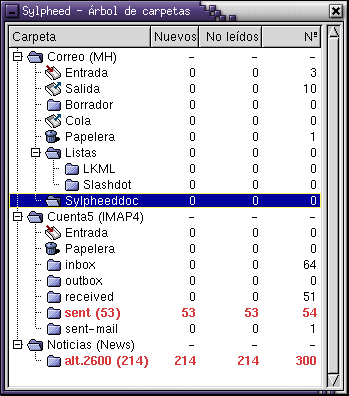 Sylpheed - Árbol de carpetas
Carpeta Nuevos No leídos Nº
Correo (MH) - - -
Entrada 0 0 3
Salida 0 0 10
Borrador 0 0 0
Cola 0 0 0
Papelera 0 0 1
Listas 0 0 0
LKML 0 0 0
Slashdot 0 0 0
Sylpheeddoc 0 0 0
Cuenta5 (IMAP4) - - -
Entrada 0 0 0
Papelera 0 0 0
inbox 0 0 64
outbox 0 0 0
received 0 0 51
sent (53) 53 53 54
sent-mail 0 0 1
Noticias (News) - - -
alt.2600 (214) 214 214 300